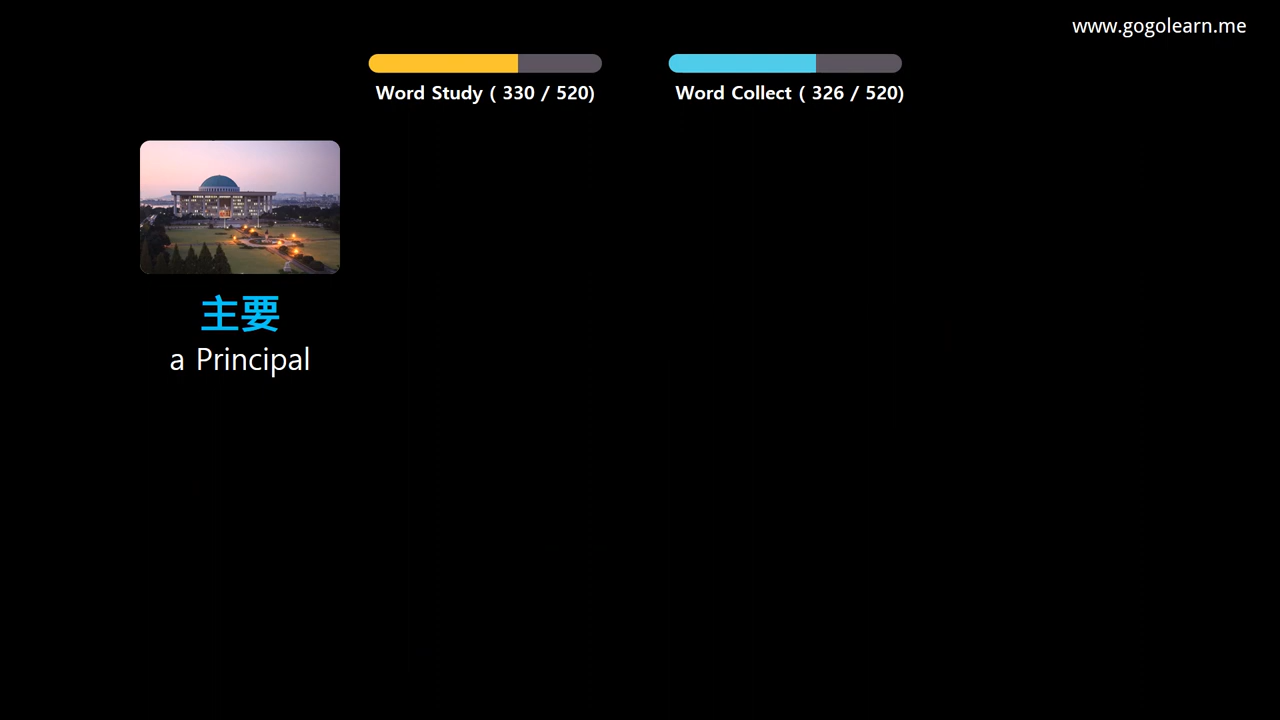 www.gogolearn.me
Word Study ( 330 / 520)
Word Collect ( 326 / 520)
主要
a Principal